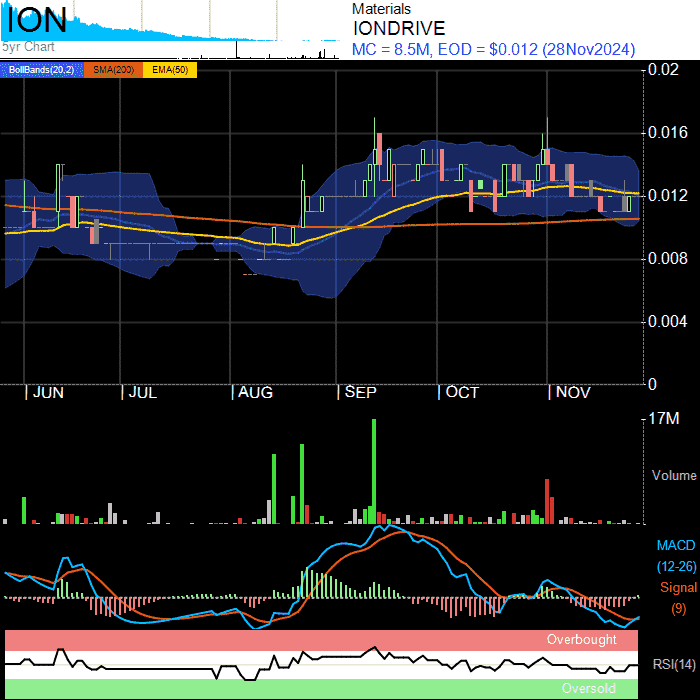 ION
5yr Chart
Materials
IONDRIVE
MC = 8.5M, EOD = $0.012 (28Nov2024)
BollBands(20,2) SMA(200) EMA(50)
0.02
0.016
0.012
0.008
0.004
0
JUN JUL AUG SEP OCT NOV
17M
Volume
MACD
(12-26)
Signal
(9)
Overbought
RSI(14)
Oversold